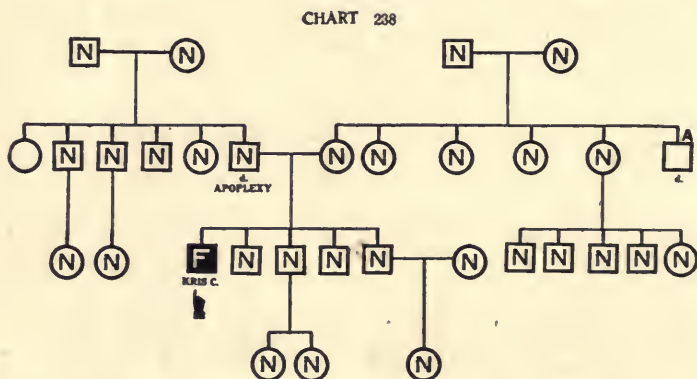 CHART 238
N N N N
N N N N N N N N N N A
d. d.
APOPLEXY
N N F N N N N N N N N N N
KRIS C.
N N N